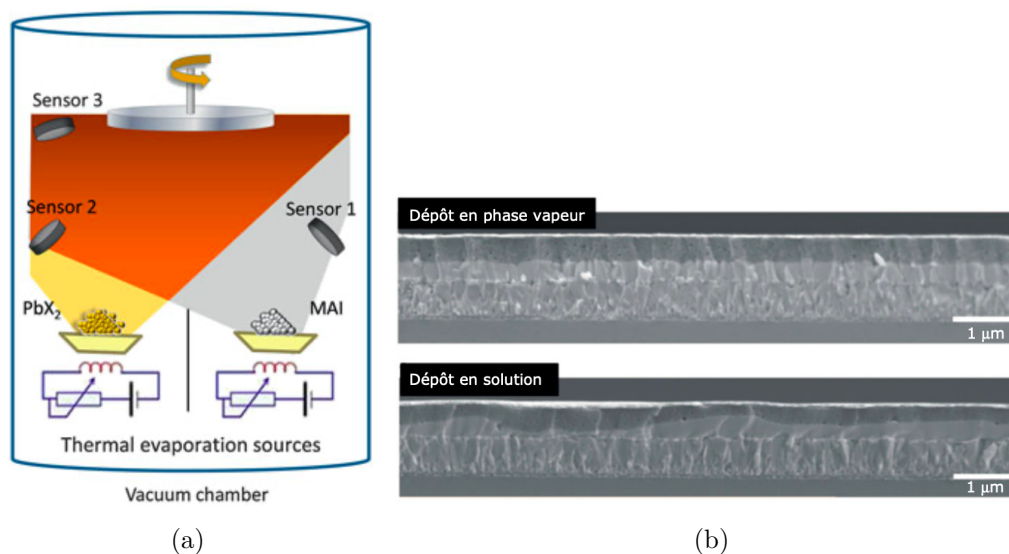 Sensor 3
Sensor 2
Sensor 1
PbX₂
MAI
Thermal evaporation sources
Vacuum chamber
(a)
Dépôt en phase vapeur
1 μm
Dépôt en solution
1 μm
(b)